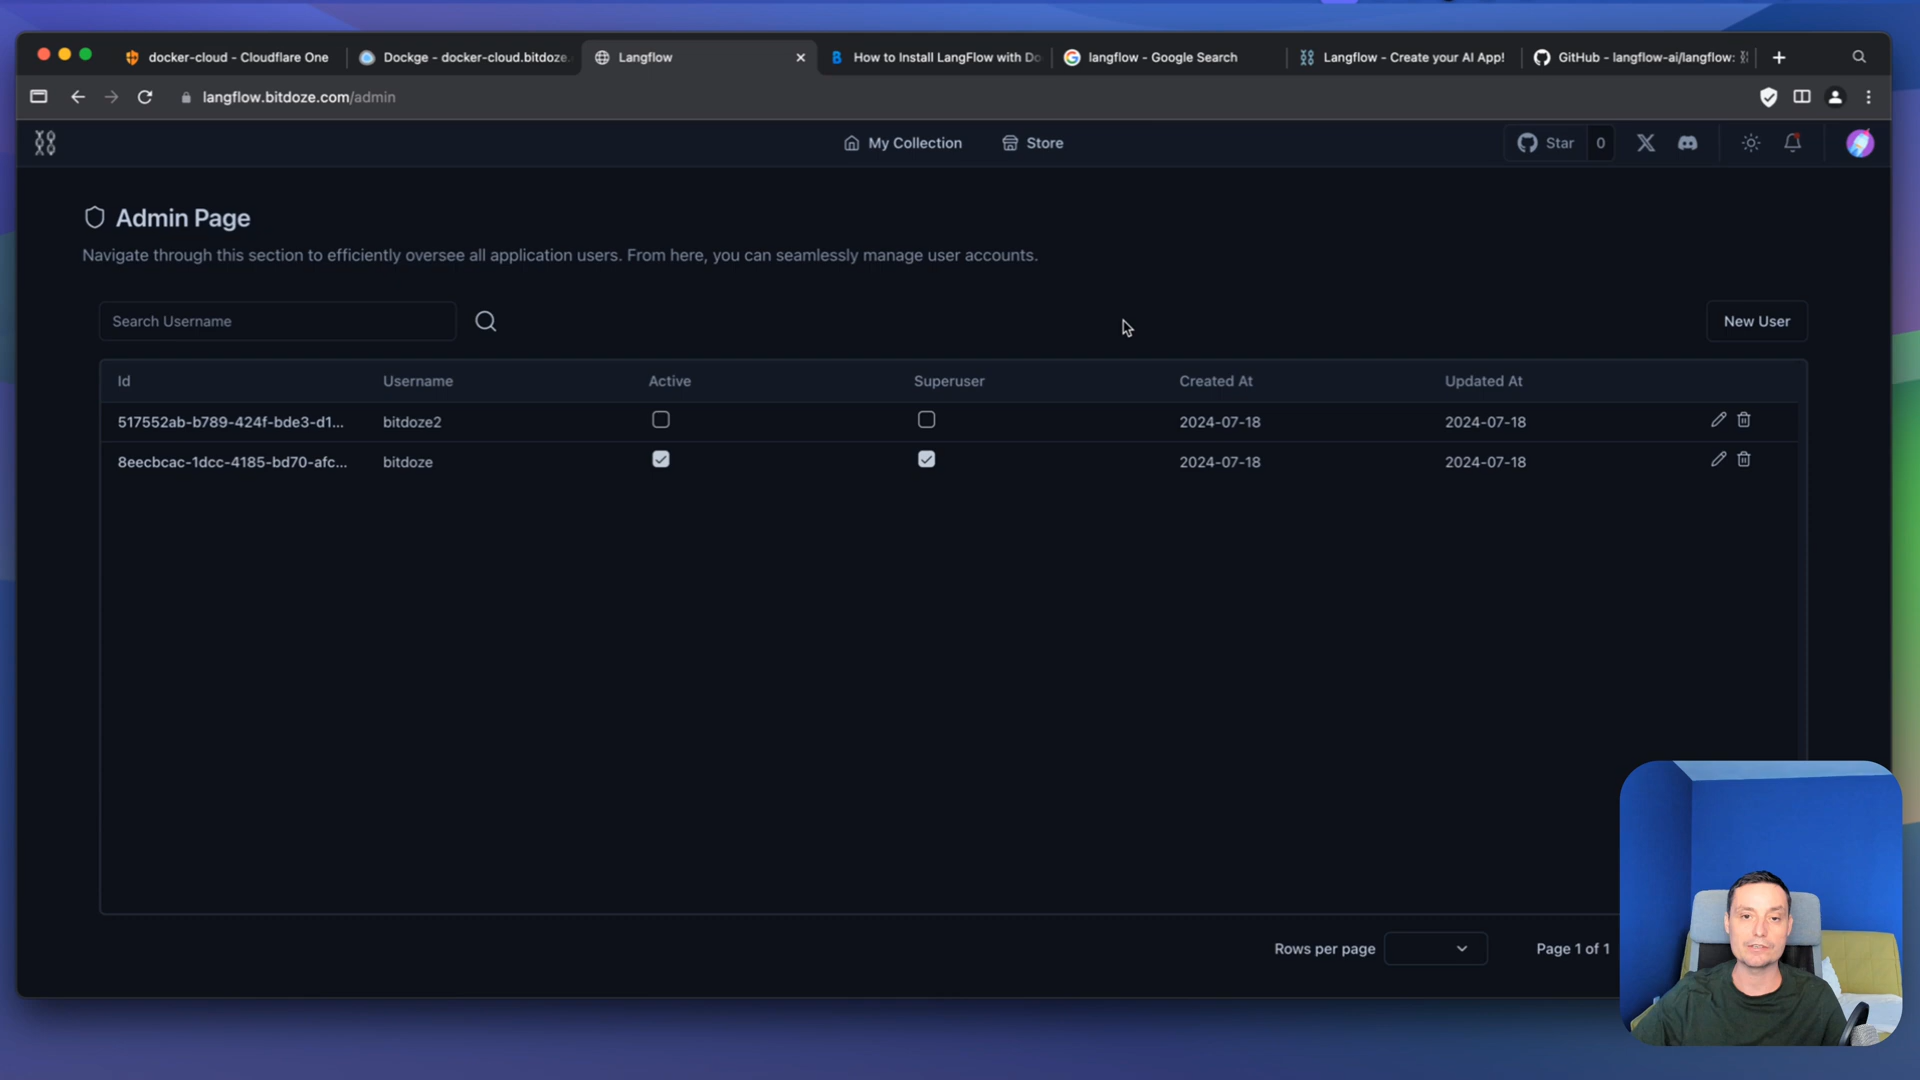 docker-cloud - Cloudflare One
Dockge - docker-cloud.bitdoze.
Langflow
How to Install LangFlow with Do
langflow - Google Search
Langflow - Create your AI App!
GitHub - langflow-ai/langflow:
langflow.bitdoze.com/admin
My Collection
Store
Star
0
Admin Page
Navigate through this section to efficiently oversee all application users. From here, you can seamlessly manage user accounts.
Search Username
New User
Id Username Active Superuser Created At Updated At
517552ab-b789-424f-bde3-d1... bitdoze2 2024-07-18 2024-07-18
8eecbcac-1dcc-4185-bd70-afc... bitdoze 2024-07-18 2024-07-18
Rows per page
Page 1 of 1